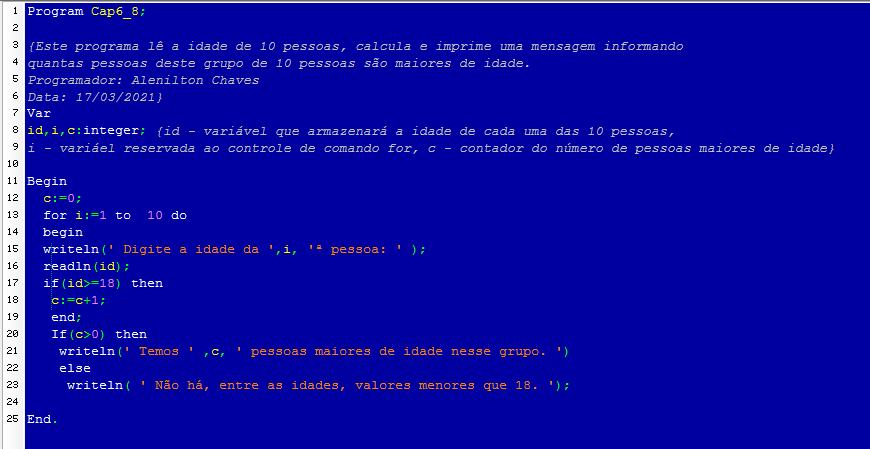 1 Program Cap6_8;
2
3 {Este programa lê a idade de 10 pessoas, calcula e imprime uma mensagem informando
4 quantas pessoas deste grupo de 10 pessoas são maiores de idade.
5 Programador: Alenilton Chaves
6 Data: 17/03/2021}
7 Var
8 id,i,c:integer; {id - variável que armazenará a idade de cada uma das 10 pessoas,
9 i - variáel reservada ao controle de comando for, c - contador do número de pessoas maiores de idade}
10
11 Begin
12 c:=0;
13 for i:=1 to  10 do
14 begin
15 writeln(' Digite a idade da ',i, 'ª pessoa: ' );
16 readln(id);
17 if(id>=18) then
18 c:=c+1;
19 end;
20 If(c>0) then
21 writeln(' Temos ' ,c, ' pessoas maiores de idade nesse grupo. ')
22 else
23 writeln( ' Não há, entre as idades, valores menores que 18. ');
24
25 End.